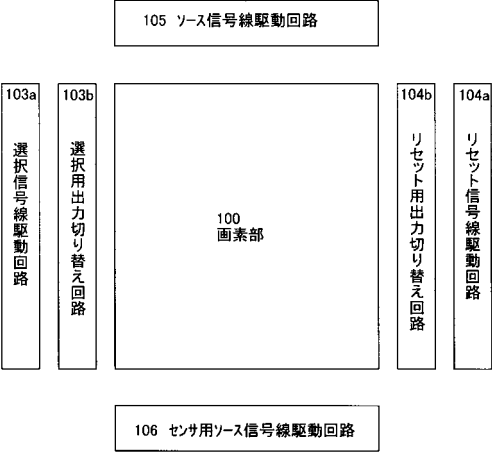 105 ソース信号線駆動回路
103a
選択信号線駆動回路
103b
選択用出力切り替え回路
100
画素部
104b
リセット用出力切り替え回路
104a
リセット信号線駆動回路
106 センサ用ソース信号線駆動回路